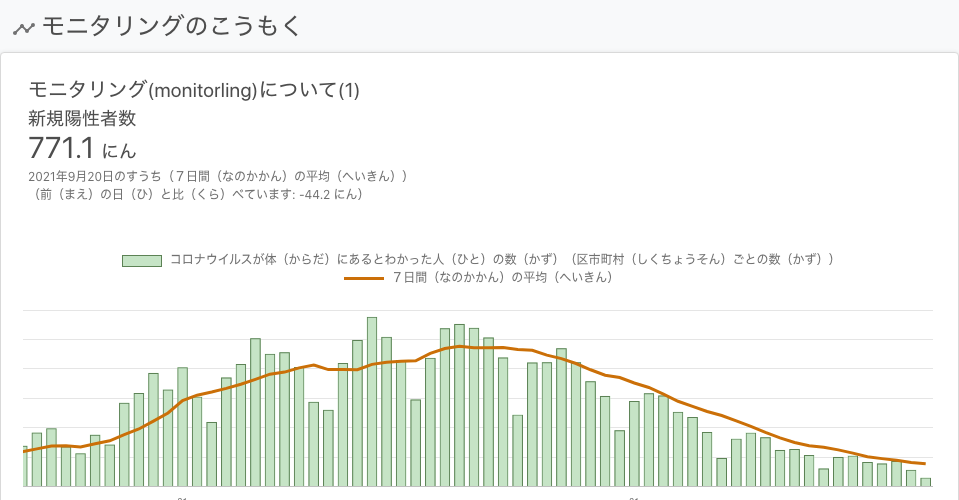 モニタリングのこうもく
モニタリング(monitorling)について(1)
新規陽性者数
771.1 にん
2021年9月20日のすうち（７日間（なのかかん）の平均（へいきん））
（前（まえ）の日（ひ）と比（くら）べています: -44.2 にん）
コロナウイルスが体（からだ）にあるとわかった人（ひと）の数（かず）（区市町村（しくちょうそん）ごとの数（かず））
７日間（なのかかん）の平均（へいきん）